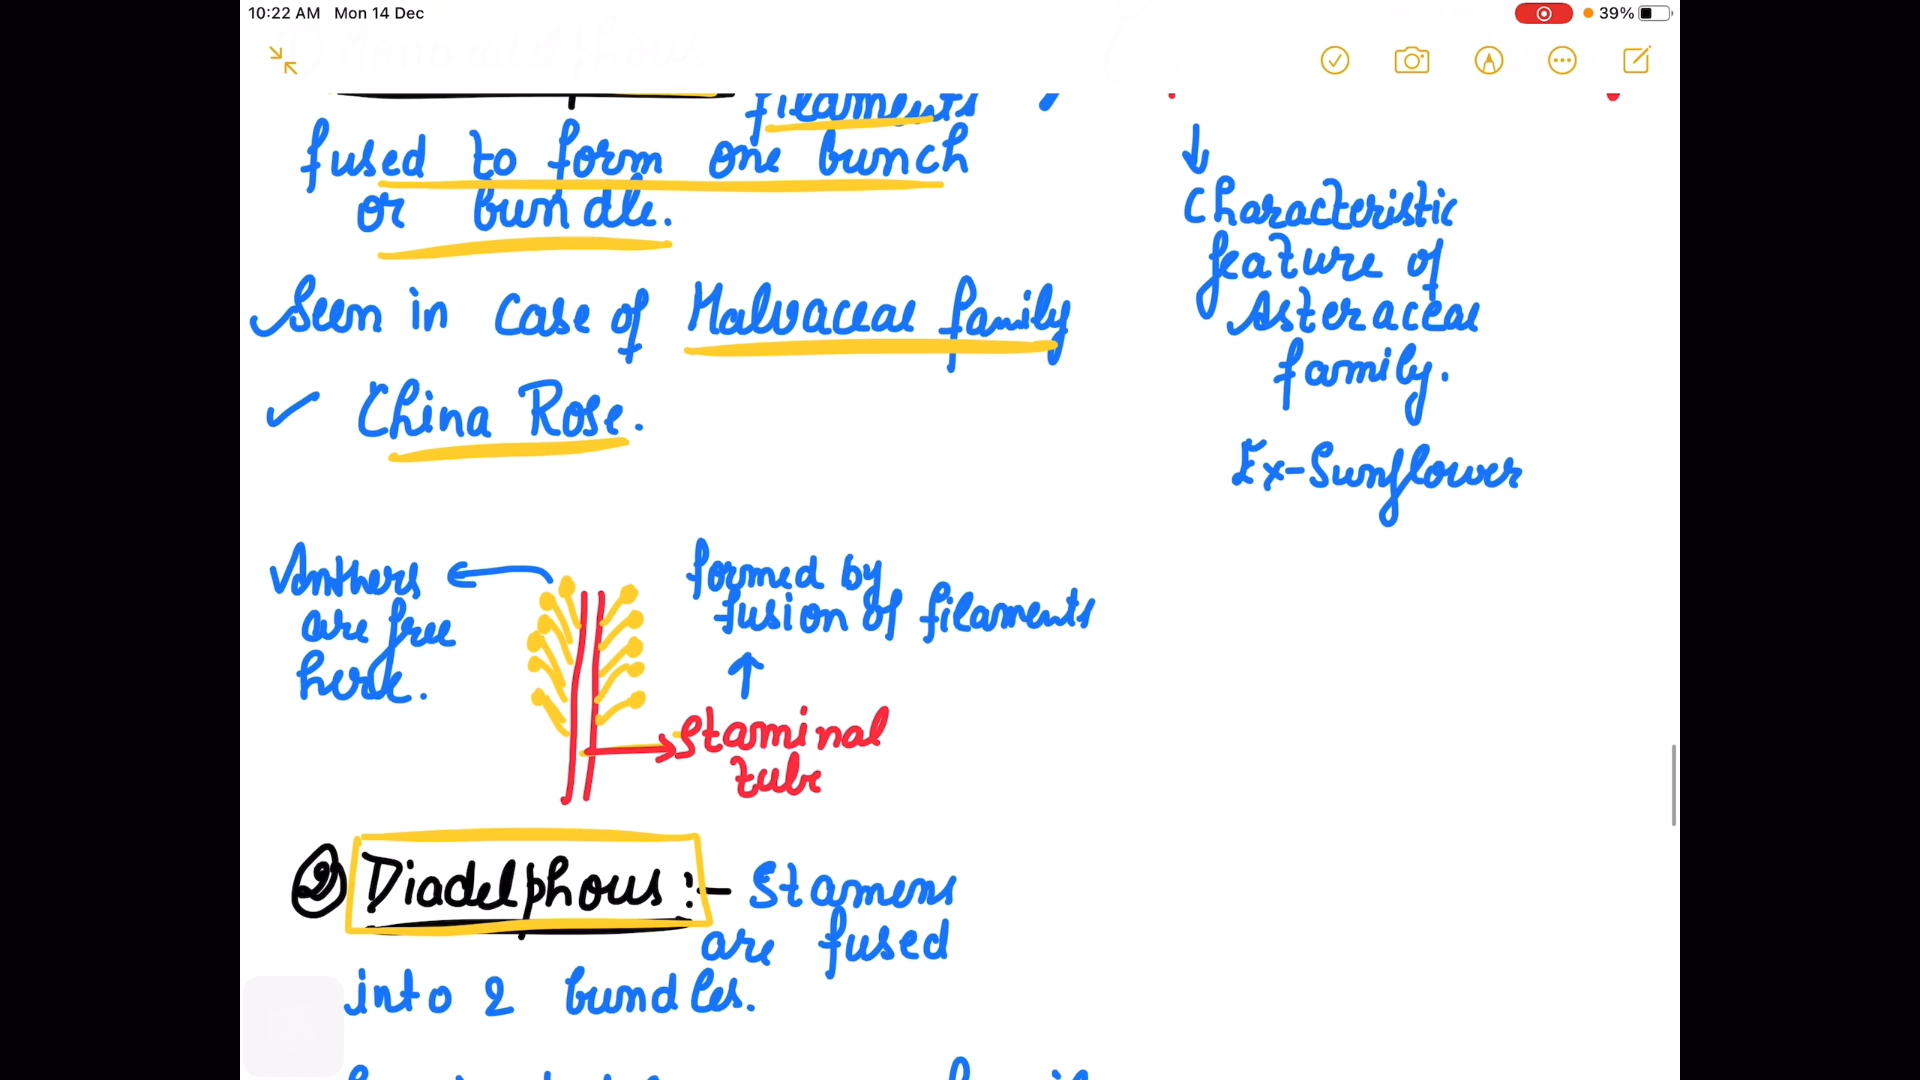 10:22 AM Mon 14 Dec
39%
Monoadelphous
filaments
fused to form one bunch
or bundle.
Seen in case of Malvaceae family
China Rose.
Anthers
are free
here.
formed by
fusion of filaments
Staminal
tube
② Diadelphous :- Stamens
are fused
into 2 bundles.
Characteristic
feature of
Asteraceae
family.
Ex-Sunflower